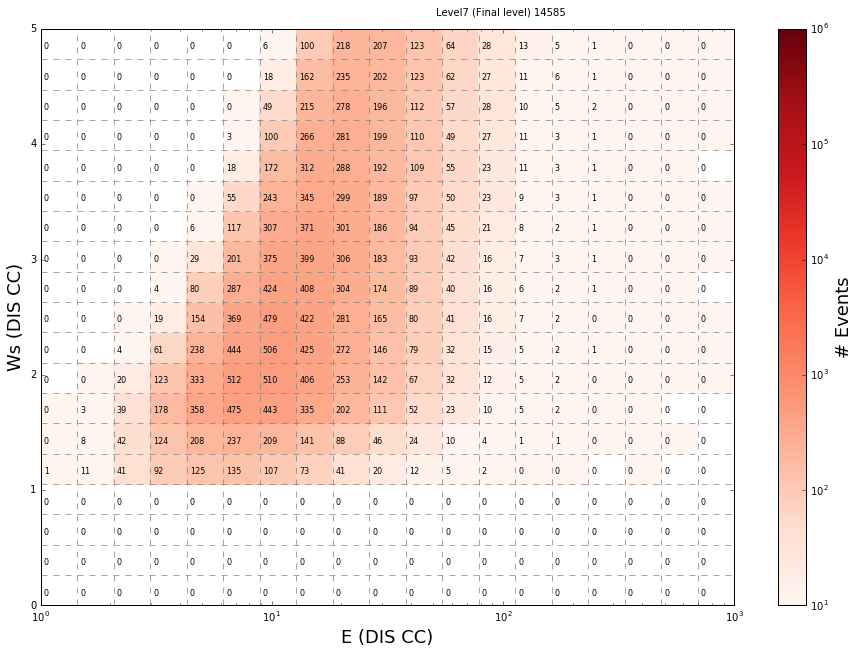 Level7 (Final level) 14585
5
0 0 0 0 0 0 6 100 218 207 123 64 28 13 5 1 0 0 0
0 0 0 0 0 0 18 162 235 202 123 62 27 11 6 1 0 0 0
0 0 0 0 0 0 49 215 278 196 112 57 28 10 5 2 0 0 0
4
0 0 0 0 0 3 100 266 281 199 110 49 27 11 3 1 0 0 0
0 0 0 0 0 18 172 312 288 192 109 55 23 11 3 1 0 0 0
0 0 0 0 0 55 243 345 299 189 97 50 23 9 3 1 0 0 0
0 0 0 0 6 117 307 371 301 186 94 45 21 8 2 1 0 0 0
3
0 0 0 0 29 201 375 399 306 183 93 42 16 7 3 1 0 0 0
0 0 0 4 80 287 424 408 304 174 89 40 16 6 2 1 0 0 0
0 0 0 19 154 369 479 422 281 165 80 41 16 7 2 0 0 0 0
0 0 4 61 238 444 506 425 272 146 79 32 15 5 2 1 0 0 0
2
0 0 20 123 333 512 510 406 253 142 67 32 12 5 2 0 0 0 0
0 3 39 178 358 475 443 335 202 111 52 23 10 5 2 0 0 0 0
0 8 42 124 208 237 209 141 88 46 24 10 4 1 1 0 0 0 0
1 11 41 92 125 135 107 73 41 20 12 5 2 0 0 0 0 0 0
1
0 0 0 0 0 0 0 0 0 0 0 0 0 0 0 0 0 0 0
0 0 0 0 0 0 0 0 0 0 0 0 0 0 0 0 0 0 0
0 0 0 0 0 0 0 0 0 0 0 0 0 0 0 0 0 0 0
0 0 0 0 0 0 0 0 0 0 0 0 0 0 0 0 0 0 0
0
10⁰ 10¹ 10² 10³
E (DIS CC)
Ws (DIS CC)
10⁶
10⁵
10⁴
10³
10²
10¹
# Events